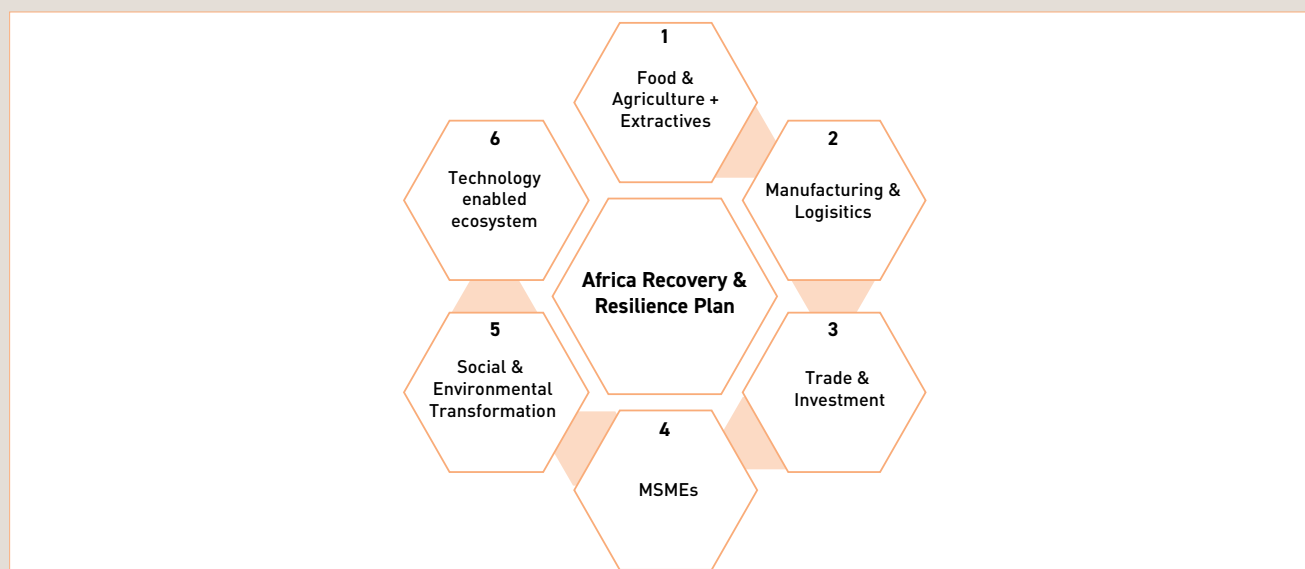 1
Food &
Agriculture +
Extractives
2
Manufacturing &
Logisitics
3
Trade &
Investment
4
MSMEs
5
Social &
Environmental
Transformation
6
Technology
enabled
ecosystem
Africa Recovery &
Resilience Plan